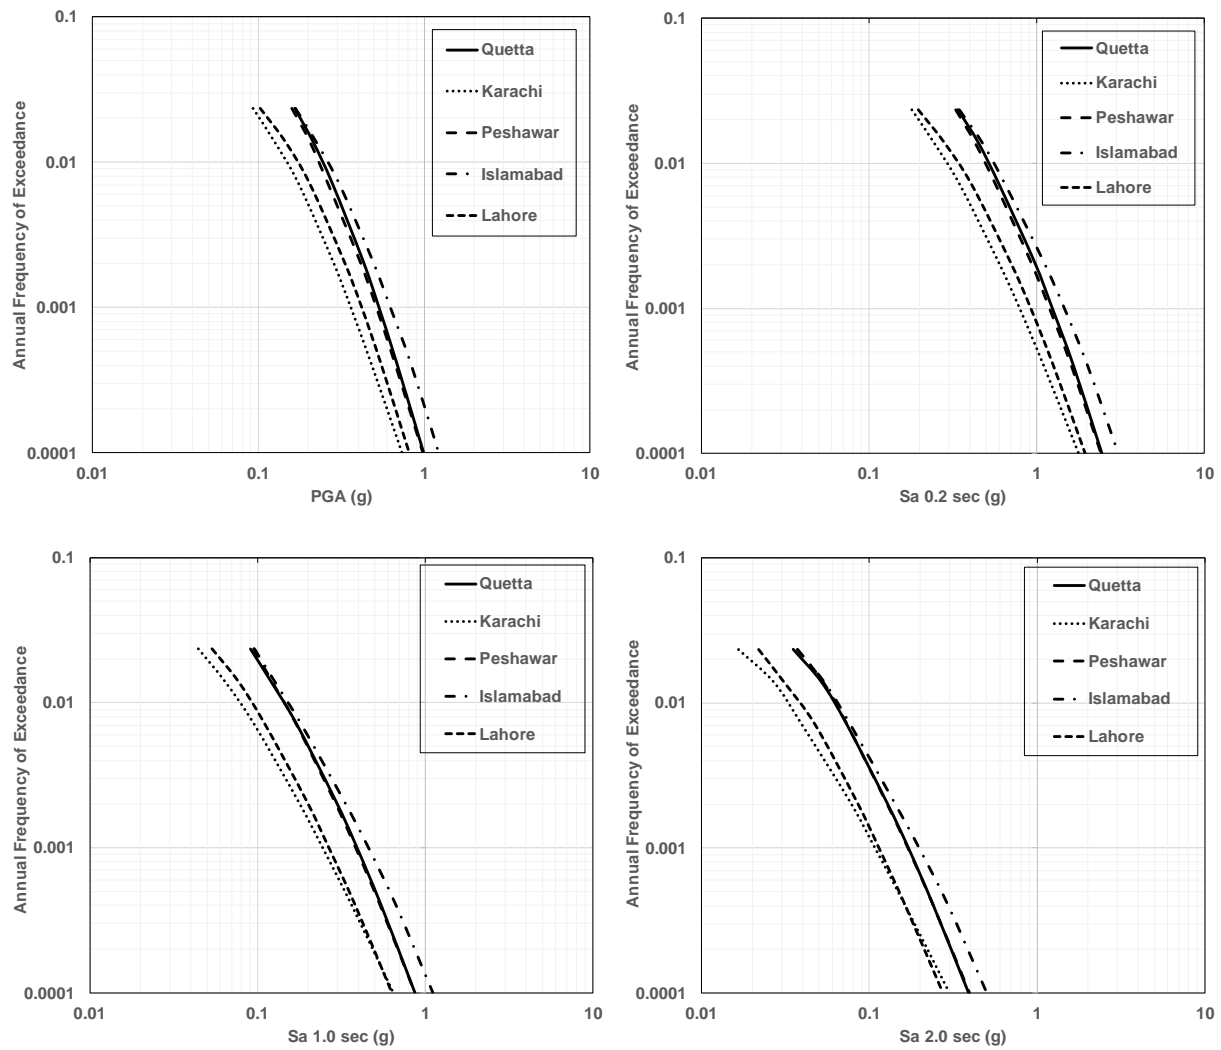 0.1
0.01
0.001
0.0001
Annual Frequency of Exceedance
0.01
0.1
1
10
PGA (g)
Quetta
Karachi
Peshawar
Islamabad
Lahore
0.1
0.01
0.001
0.0001
Annual Frequency of Exceedance
0.01
0.1
1
10
Sa 0.2 sec (g)
Quetta
Karachi
Peshawar
Islamabad
Lahore
0.1
0.01
0.001
0.0001
Annual Frequency of Exceedance
0.01
0.1
1
10
Sa 1.0 sec (g)
Quetta
Karachi
Peshawar
Islamabad
Lahore
0.1
0.01
0.001
0.0001
Annual Frequency of Exceedance
0.01
0.1
1
10
Sa 2.0 sec (g)
Quetta
Karachi
Peshawar
Islamabad
Lahore